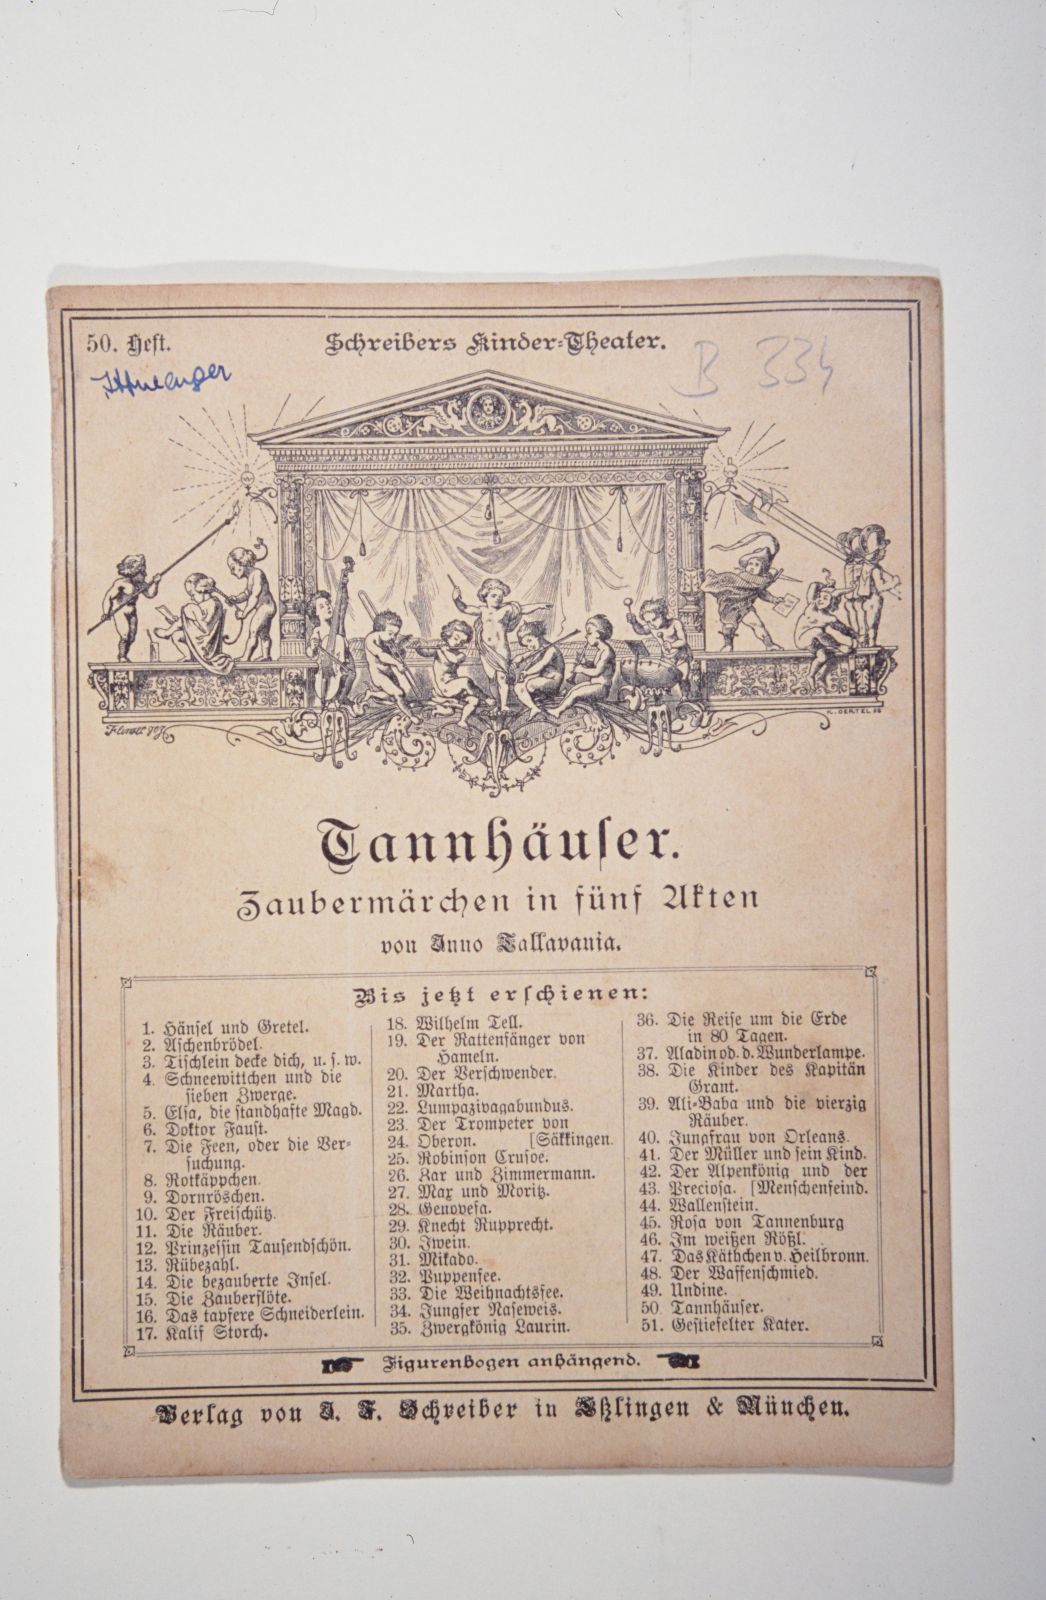 50. Heft.
Schreibers Kinder-Theater.
B 334
K. OERTEL
Tannhäuser.
Zaubermärchen in fünf Akten
von Inno Tallavania.
Bis jetzt erschienen:
1. Hänsel und Gretel.
2. Aschenbrödel.
3. Tischlein decke dich, u. s. w.
4. Schneewittchen und die
sieben Zwerge.
5. Elsa, die standhafte Magd.
6. Doktor Faust.
7. Die Feen, oder die Ver-
suchung.
8. Rotkäppchen.
9. Dornröschen.
10. Der Freischütz.
11. Die Räuber.
12. Prinzessin Tausendschön.
13. Rübezahl.
14. Die bezauberte Insel.
15. Die Zauberflöte.
16. Das tapfere Schneiderlein.
17. Kalif Storch.
18. Wilhelm Tell.
19. Der Rattenfänger von
Hameln.
20. Der Verschwender.
21. Martha.
22. Lumpazivagabundus.
23. Der Trompeter von
24. Oberon. [Säkkingen.
25. Robinson Crusoe.
26. Zar und Zimmermann.
27. Max und Moritz.
28. Genovefa.
29. Knecht Rupprecht.
30. Iwein.
31. Mikado.
32. Puppenfee.
33. Die Weihnachtsfee.
34. Jungfer Naseweis.
35. Zwergkönig Laurin.
36. Die Reise um die Erde
in 80 Tagen.
37. Aladin od. d. Wunderlampe.
38. Die Kinder des Kapitän
Grant.
39. Ali-Baba und die vierzig
Räuber.
40. Jungfrau von Orleans.
41. Der Müller und sein Kind.
42. Der Alpenkönig und der
43. Preciosa. [Menschenfeind.
44. Wallenstein.
45. Rosa von Tannenburg
46. Im weißen Rößl.
47. Das Käthchen v. Heilbronn.
48. Der Waffenschmied.
49. Undine.
50. Tannhäuser.
51. Gestiefelter Kater.
Figurenbogen anhängend.
Verlag von J. F. Schreiber in Eßlingen & München.